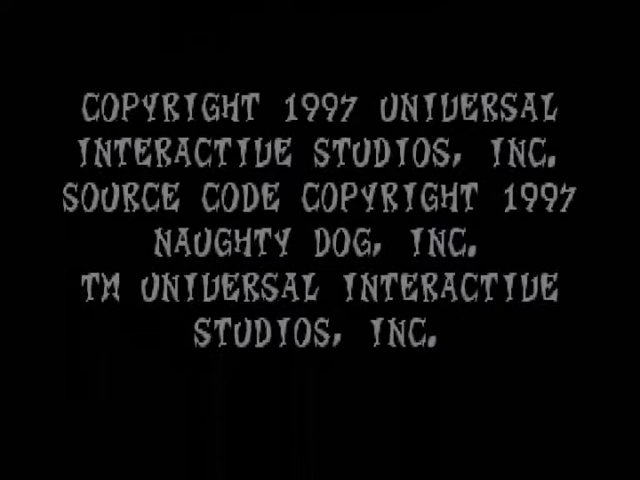 COPYRIGHT 1997 UNIVERSAL
INTERACTIVE STUDIOS, INC.
SOURCE CODE COPYRIGHT 1997
NAUGHTY DOG, INC.
TM UNIVERSAL INTERACTIVE
STUDIOS, INC.